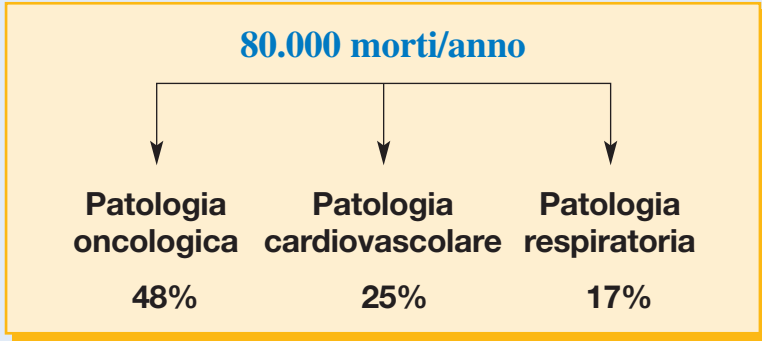 80.000 morti/anno
Patologia oncologica
48%
Patologia cardiovascolare
25%
Patologia respiratoria
17%